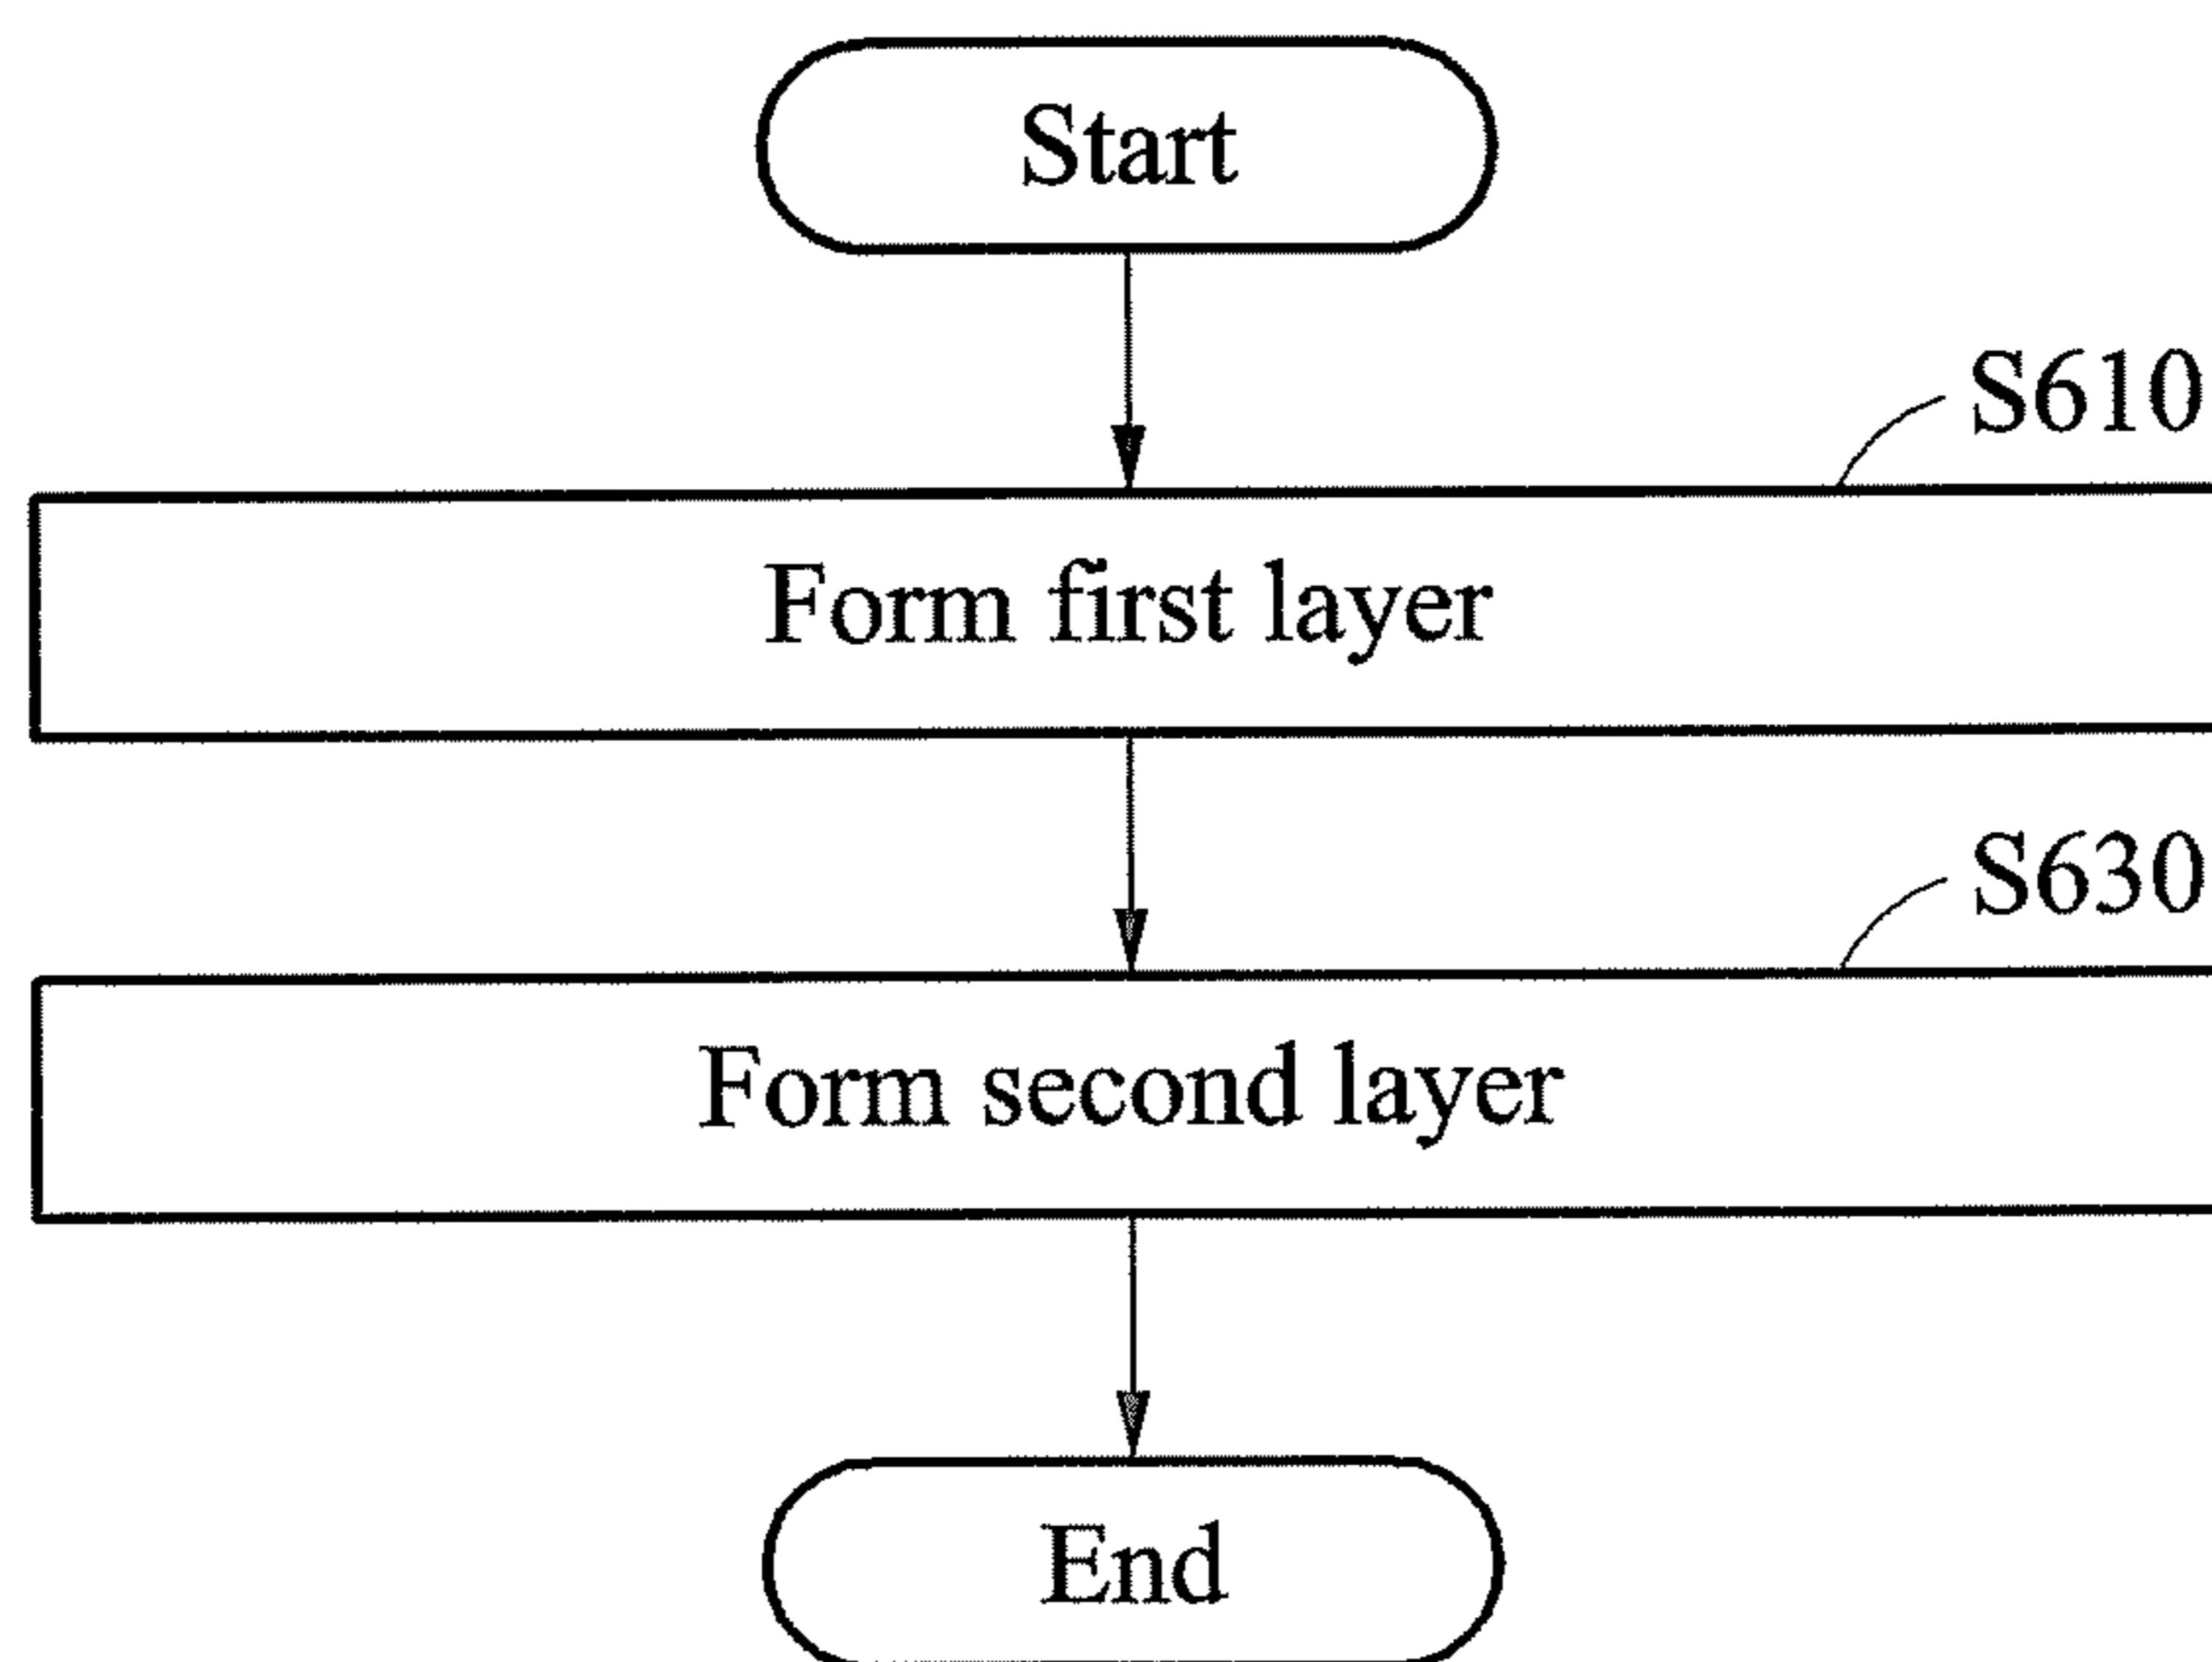 Start
S610
Form first layer
S630
Form second layer
End